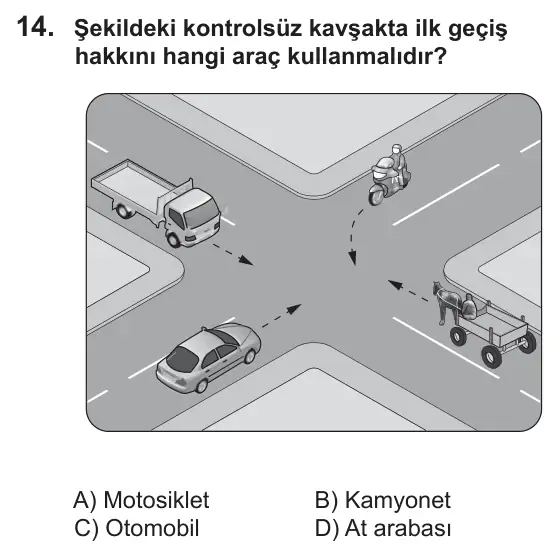 14. Şekildeki kontrolsüz kavşakta ilk geçiş
hakkını hangi araç kullanmalıdır?
A) Motosiklet B) Kamyonet
C) Otomobil D) At arabası